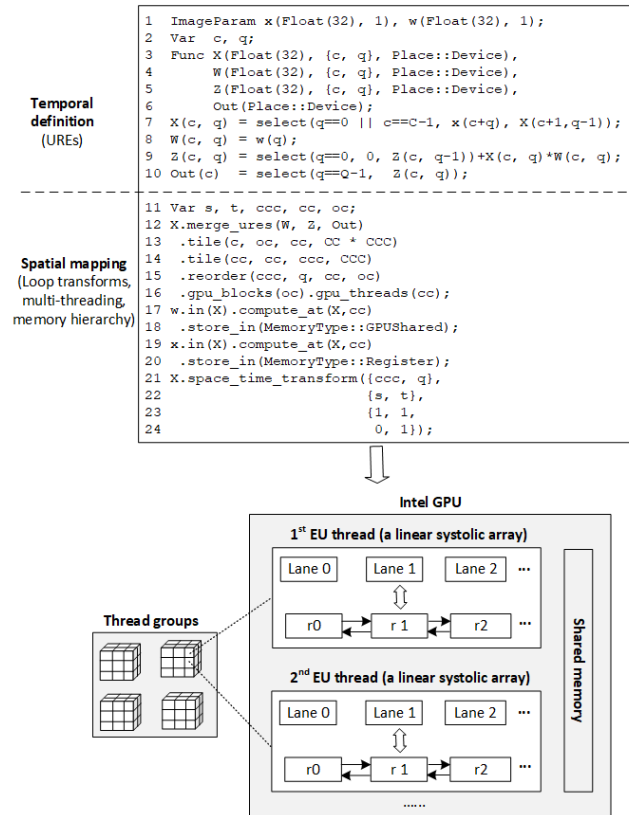 1 ImageParam x(Float(32), 1), w(Float(32), 1);
2 Var c, q;
3 Func X(Float(32), {c, q}, Place::Device),
4 W(Float(32), {c, q}, Place::Device),
5 Z(Float(32), {c, q}, Place::Device),
6 Out(Place::Device);
7 X(c, q) = select(q==0 || c==C-1, x(c+q), X(c+1,q-1));
8 W(c, q) = w(q);
9 Z(c, q) = select(q==0, 0, Z(c, q-1))+X(c, q)*W(c, q);
10 Out(c) = select(q==Q-1, Z(c, q));
Temporal
definition
(UREs)
11 Var s, t, ccc, cc, oc;
12 X.merge_ures(W, Z, Out)
13 .tile(c, oc, cc, CC * CCC)
14 .tile(cc, cc, ccc, CCC)
15 .reorder(ccc, q, cc, oc)
16 .gpu_blocks(oc).gpu_threads(cc);
17 w.in(X).compute_at(X,cc)
18 .store_in(MemoryType::GPUShared);
19 x.in(X).compute_at(X,cc)
20 .store_in(MemoryType::Register);
21 X.space_time_transform({ccc, q},
22 {s, t},
23 {1, 1,
24 0, 1});
Spatial mapping
(Loop transforms,
multi-threading,
memory hierarchy)
Intel GPU
1st EU thread (a linear systolic array)
Lane 0 Lane 1 Lane 2 ...
r0 r 1 r2 ...
Thread groups
2nd EU thread (a linear systolic array)
Lane 0 Lane 1 Lane 2 ...
r0 r 1 r2 ...
......
Shared memory